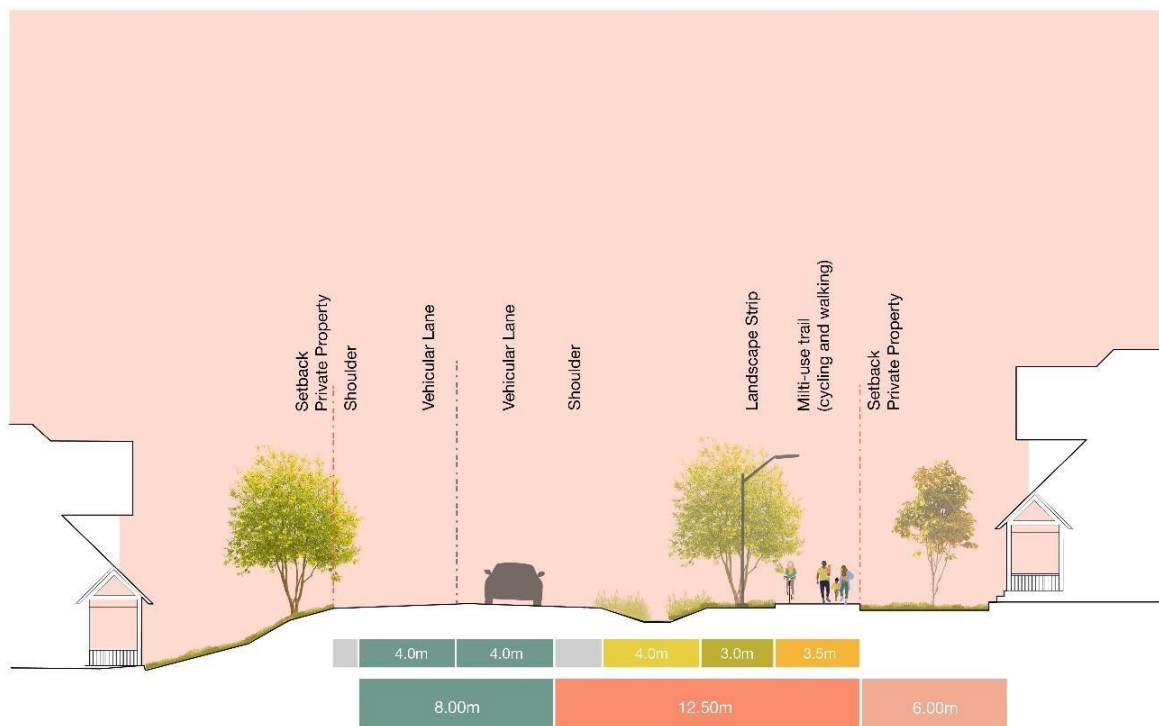 Setback
Private Property
Shoulder
Vehicular Lane
Vehicular Lane
Shoulder
Landscape Strip
Milti-use trail
(cycling and walking)
Setback
Private Property
4.0m
4.0m
4.0m
3.0m
3.5m
8.00m
12.50m
6.00m